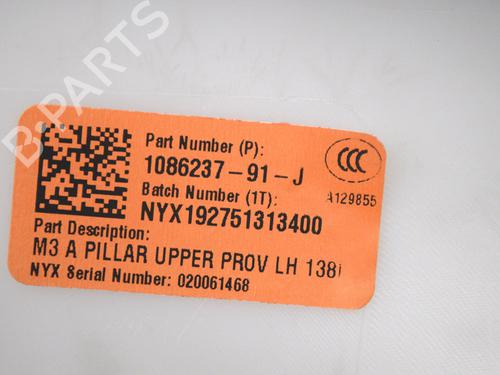 B-PARTS
Part Number (P):
1086237-91-J
Batch Number (1T):
NYX192751313400
CCC
A129855
Part Description:
M3 A PILLAR UPPER PROV LH 138
NYX Serial Number: 020061468